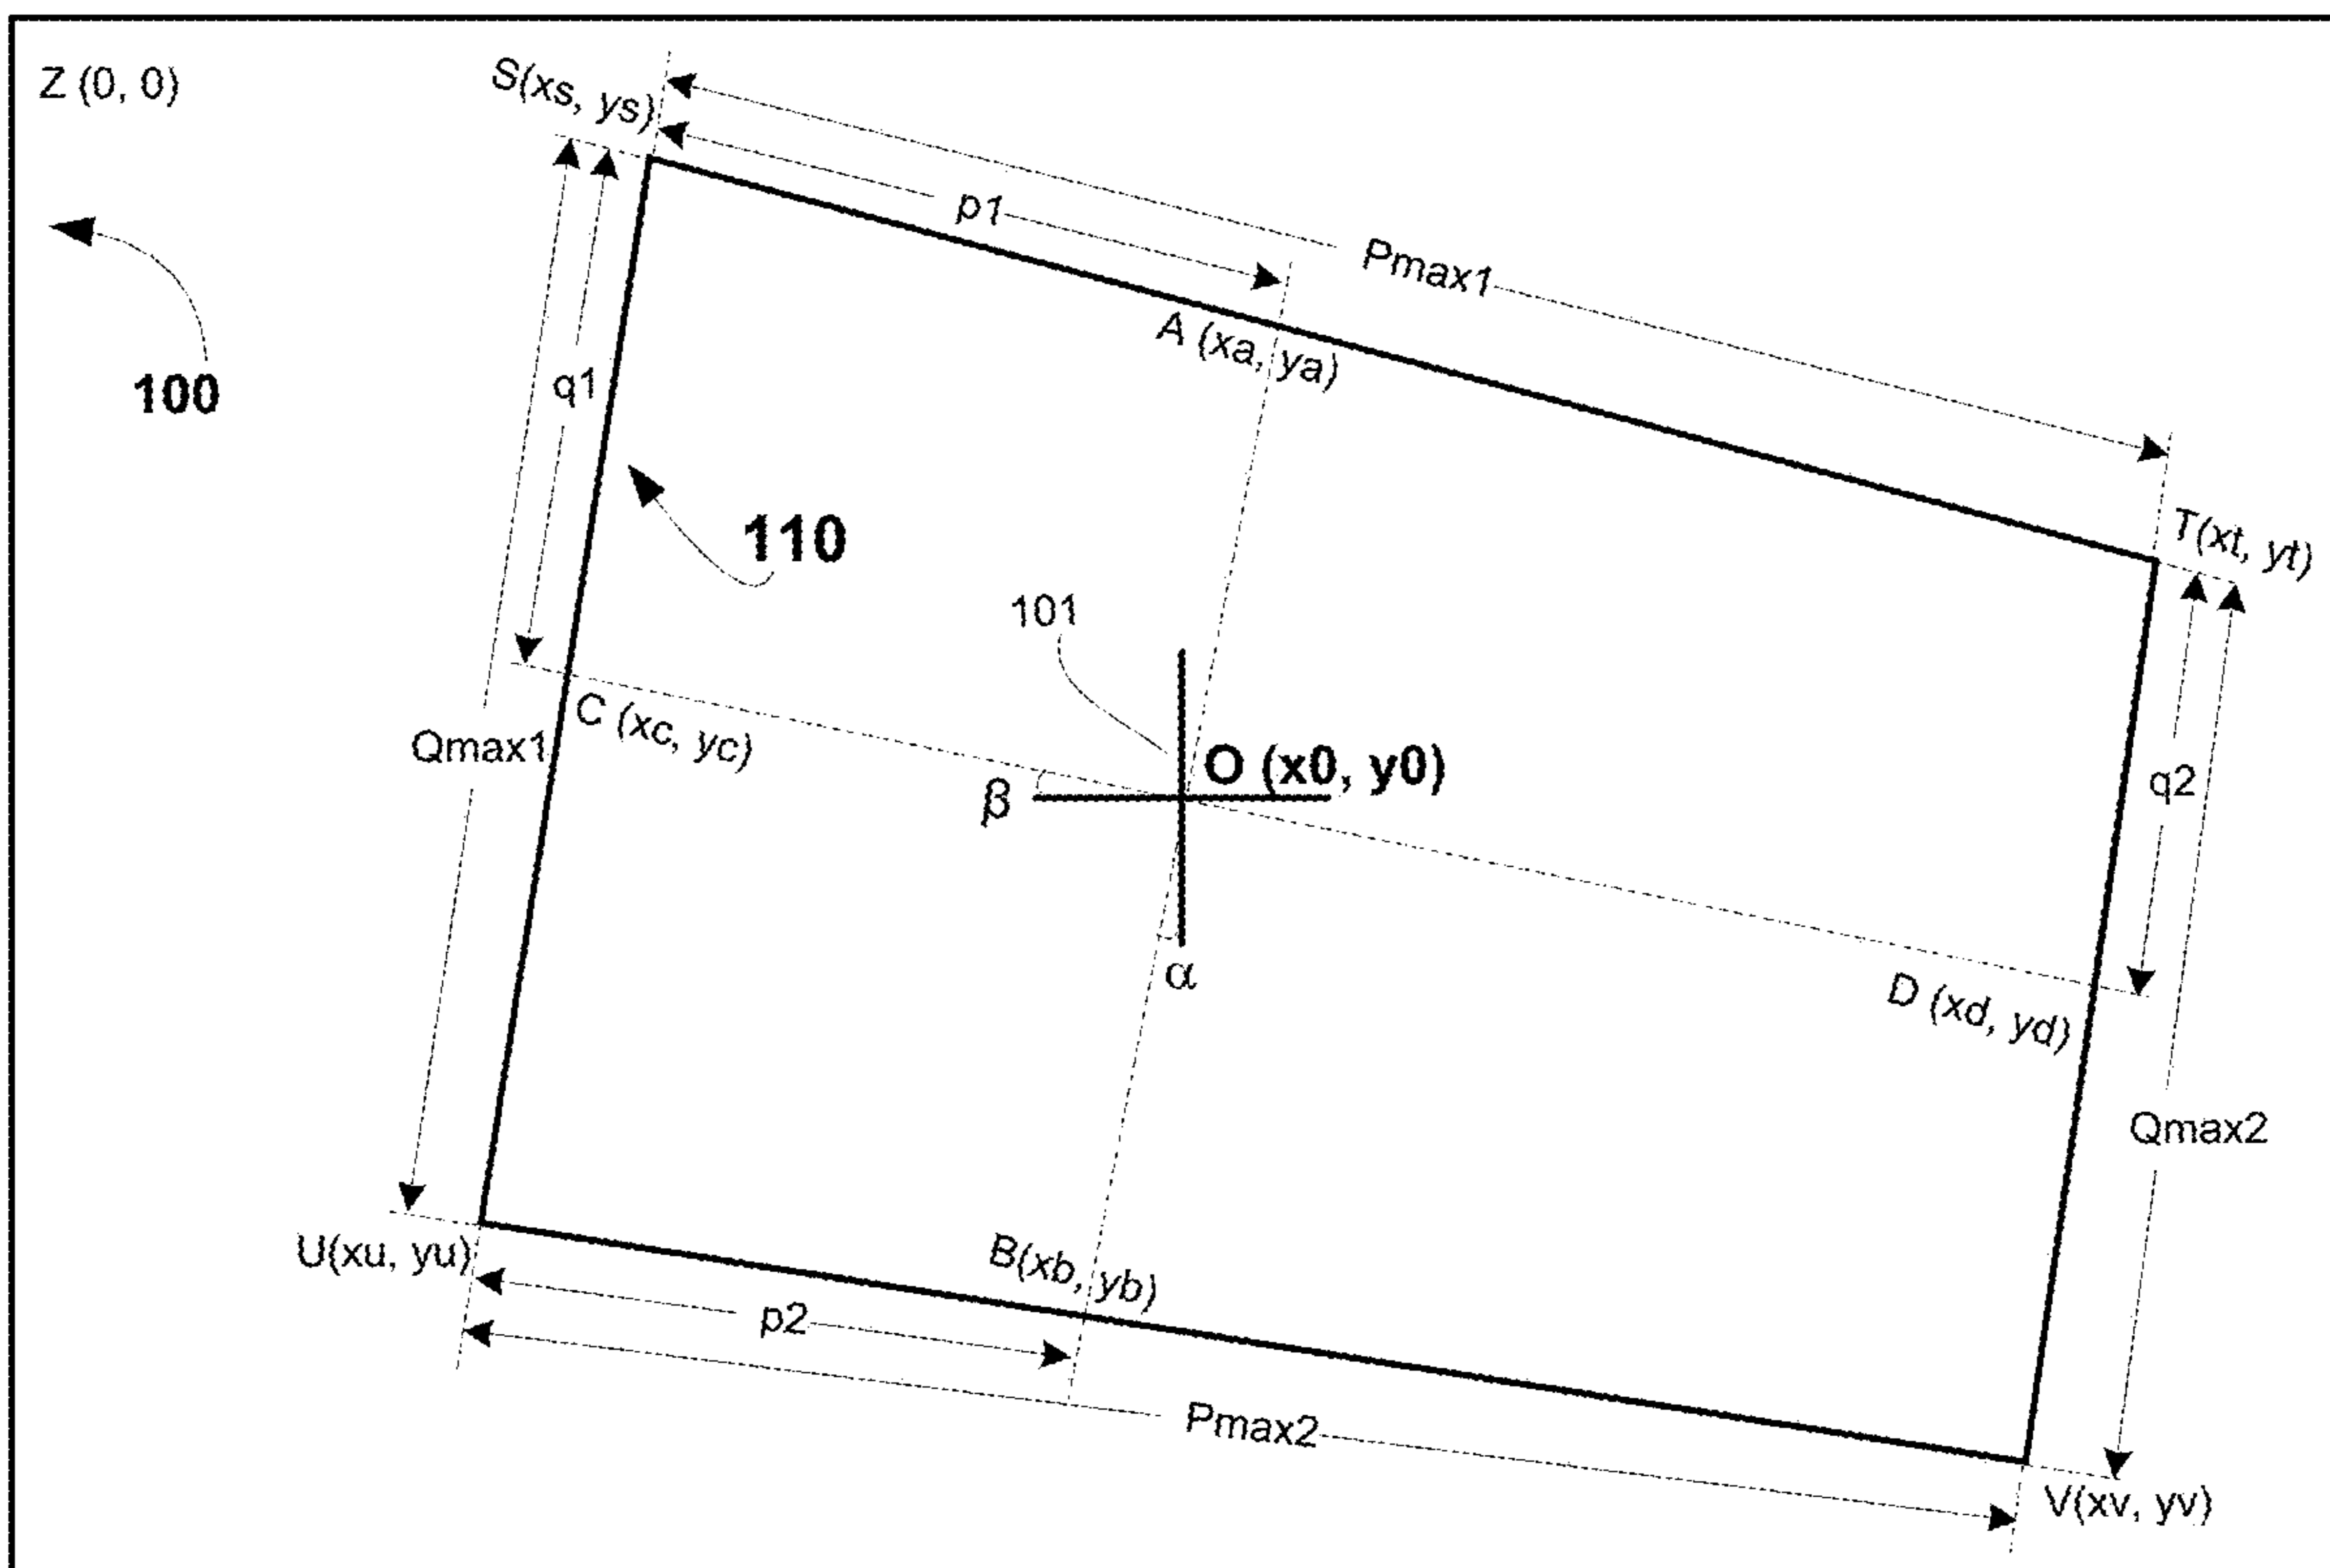 Z (0, 0)
S(xs, ys)
p1
Pmax1
A (xa, ya)
100
q1
110
T(xt, yt)
101
C (xc, yc)
Qmax1
O (x0, y0)
β
q2
α
D (xd, yd)
Qmax2
U(xu, yu)
B(xb, yb)
p2
Pmax2
V(xv, yv)